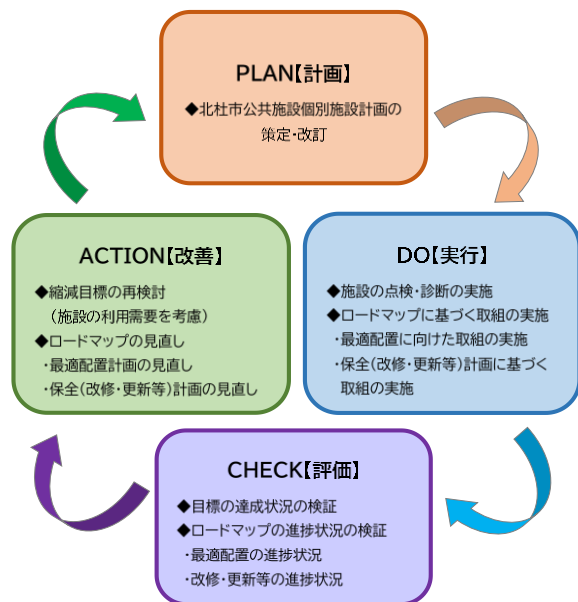 PLAN【計画】
◆北杜市公共施設個別施設計画の
策定・改訂
DO【実行】
◆施設の点検・診断の実施
◆ロードマップに基づく取組の実施
・最適配置に向けた取組の実施
・保全(改修・更新等)計画に基づく
取組の実施
CHECK【評価】
◆目標の達成状況の検証
◆ロードマップの進捗状況の検証
・最適配置の進捗状況
・改修・更新等の進捗状況
ACTION【改善】
◆縮減目標の再検討
(施設の利用需要を考慮)
◆ロードマップの見直し
・最適配置計画の見直し
・保全(改修・更新等)計画の見直し